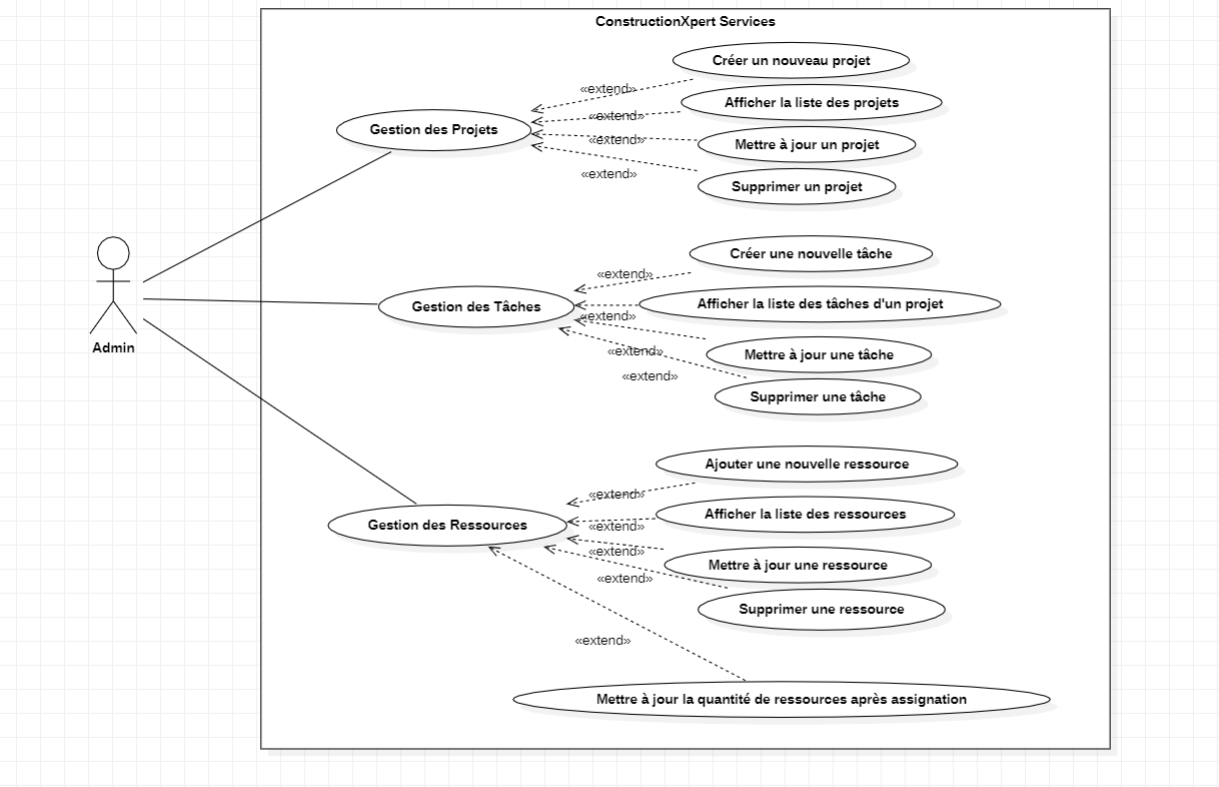 ConstructionXpert Services
Créer un nouveau projet
«extend»
Afficher la liste des projets
«extend»
Gestion des Projets
«extend»
Mettre à jour un projet
«extend»
Supprimer un projet
Créer une nouvelle tâche
«extend»
Gestion des Tâches
Afficher la liste des tâches d'un projet
«extend»
«extend»
Mettre à jour une tâche
«extend»
Supprimer une tâche
Admin
Ajouter une nouvelle ressource
«extend»
Afficher la liste des ressources
Gestion des Ressources
«extend»
«extend»
Mettre à jour une ressource
«extend»
Supprimer une ressource
«extend»
Mettre à jour la quantité de ressources après assignation